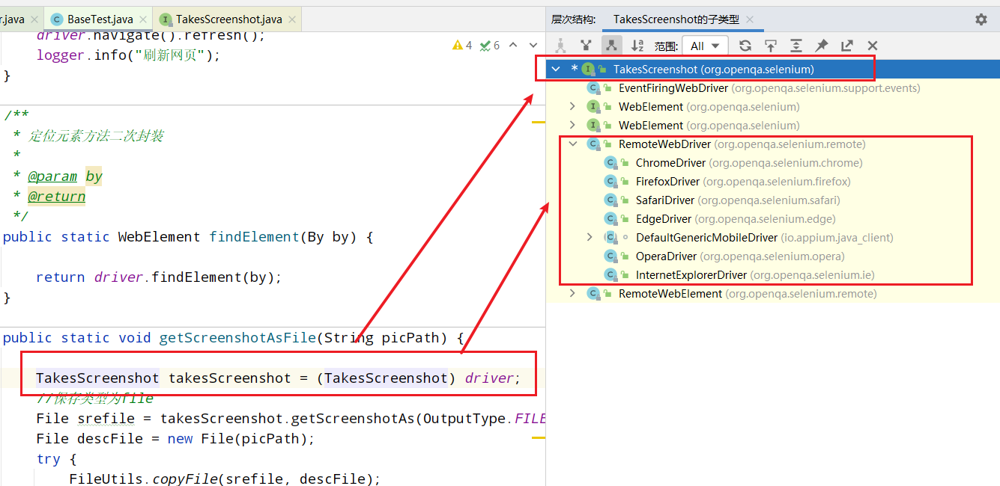 r.java BaseTest.java TakesScreenshot.java
driver.navigate().refresh();
logger.info("刷新网页");
}
4 6
/**
* 定位元素方法二次封装
*
* @param by
* @return
*/
public static WebElement findElement(By by) {
return driver.findElement(by);
}
public static void getScreenshotAsFile(String picPath) {
TakesScreenshot takesScreenshot = (TakesScreenshot) driver;
//保存类型为file
File srefile = takesScreenshot.getScreenshotAs(OutputType.FILE
File descFile = new File(picPath);
try {
FileUtils.copyFile(srefile, descFile);
层次结构: TakesScreenshot的子类型
范围: All
* I TakesScreenshot (org.openqa.selenium)
C EventFiringWebDriver (org.openqa.selenium.support.events)
I WebElement (org.openqa.selenium)
I WebElement (org.openqa.selenium)
C RemoteWebDriver (org.openqa.selenium.remote)
C ChromeDriver (org.openqa.selenium.chrome)
C FirefoxDriver (org.openqa.selenium.firefox)
C SafariDriver (org.openqa.selenium.safari)
C EdgeDriver (org.openqa.selenium.edge)
C DefaultGenericMobileDriver (io.appium.java_client)
C OperaDriver (org.openqa.selenium.opera)
C InternetExplorerDriver (org.openqa.selenium.ie)
C RemoteWebElement (org.openqa.selenium.remote)